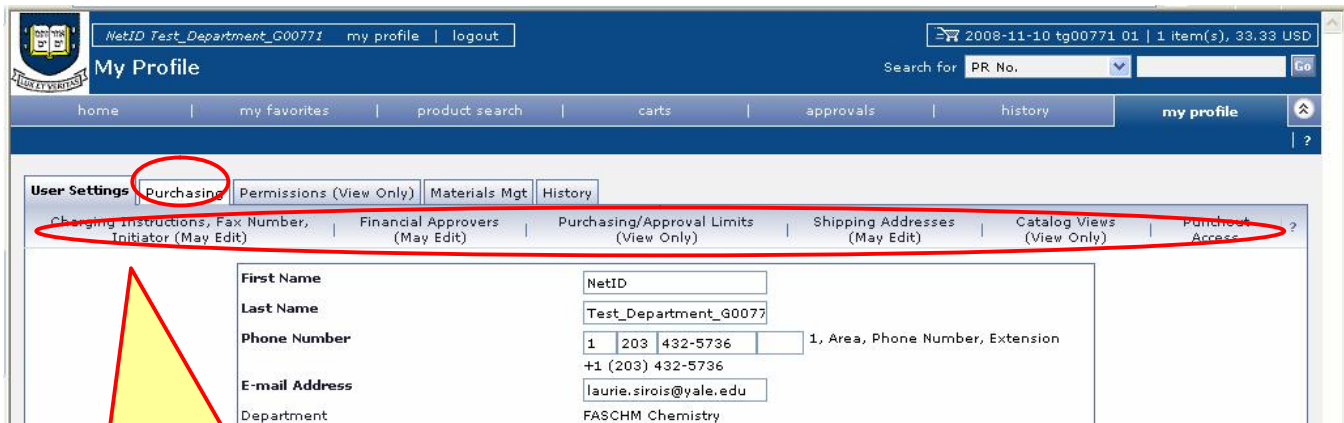 NetID Test_Department_G00771 my profile | logout
2008-11-10 tg00771 01 | 1 item(s), 33.33 USD
My Profile
Search for PR No. Go
LUX ET VERITAS
home | my favorites | product search | carts | approvals | history | my profile
| ?
User Settings Purchasing Permissions (View Only) Materials Mgt History
Charging Instructions, Fax Number, | Financial Approvers | Purchasing/Approval Limits | Shipping Addresses | Catalog Views | Punchout ?
Initiator (May Edit) (May Edit) (View Only) (May Edit) (View Only) Access
First Name NetID
Last Name Test_Department_G0077
Phone Number 1 203 432-5736 1, Area, Phone Number, Extension
+1 (203) 432-5736
E-mail Address laurie.sirois@yale.edu
Department FASCHM Chemistry